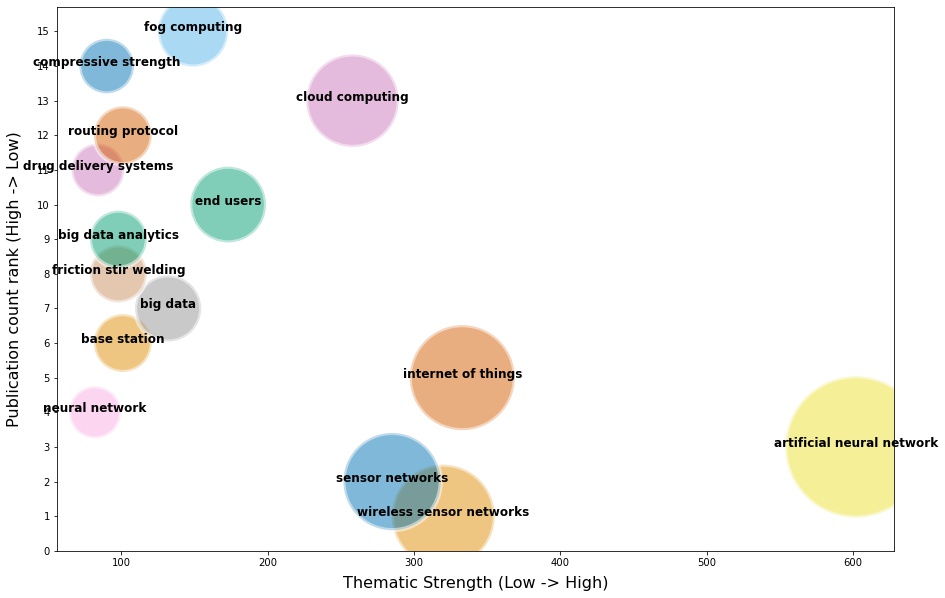 15
fog computing
14
compressive strength
13
cloud computing
12
routing protocol
11
drug delivery systems
10
end users
9
big data analytics
8
friction stir welding
7
big data
6
base station
5
internet of things
4
neural network
3
artificial neural network
2
sensor networks
1
wireless sensor networks
0
100 200 300 400 500 600
Thematic Strength (Low -> High)
Publication count rank (High -> Low)